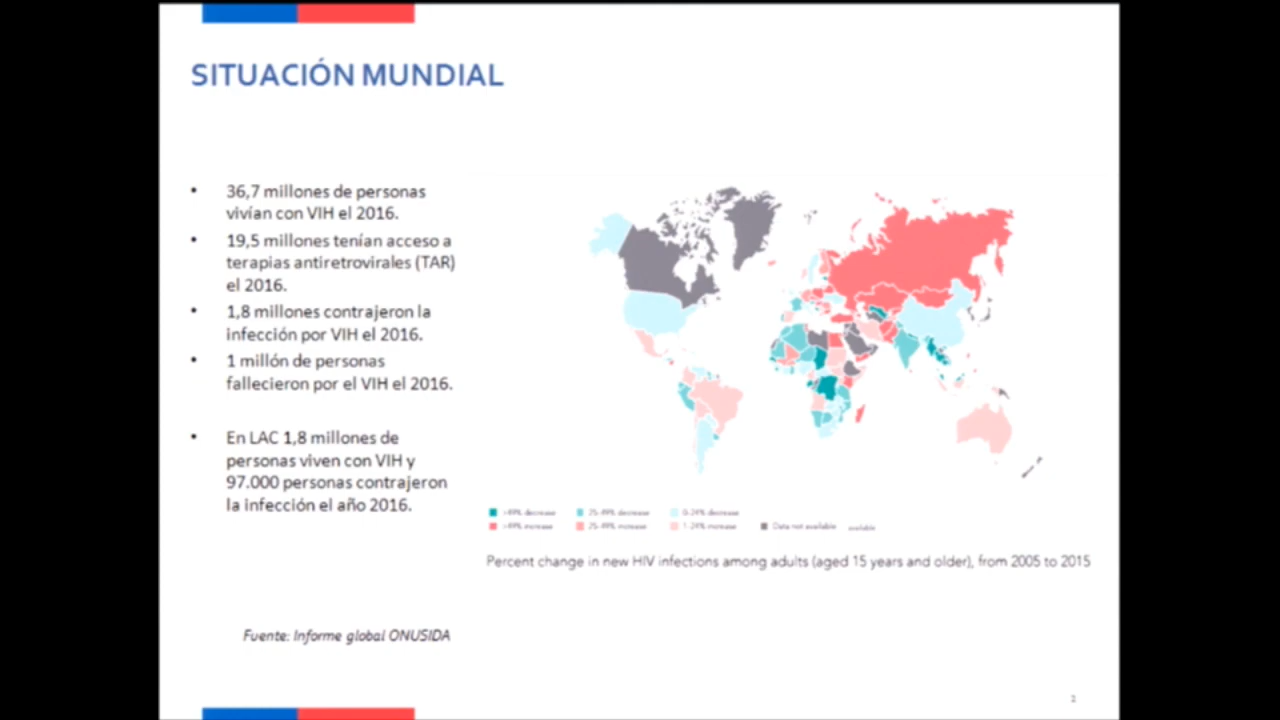 SITUACIÓN MUNDIAL
• 36,7 millones de personas
vivían con VIH el 2016.
• 19,5 millones tenían acceso a
terapias antiretrovirales (TAR)
el 2016.
• 1,8 millones contrajeron la
infección por VIH el 2016.
• 1 millón de personas
fallecieron por el VIH el 2016.
• En LAC 1,8 millones de
personas viven con VIH y
97.000 personas contrajeron
la infección el año 2016.
>49% decrease 25-49% decrease 0-24% decrease
>49% increase 25-49% increase 1-24% increase Data not available available
Percent change in new HIV infections among adults (aged 15 years and older), from 2005 to 2015
Fuente: Informe global ONUSIDA
2